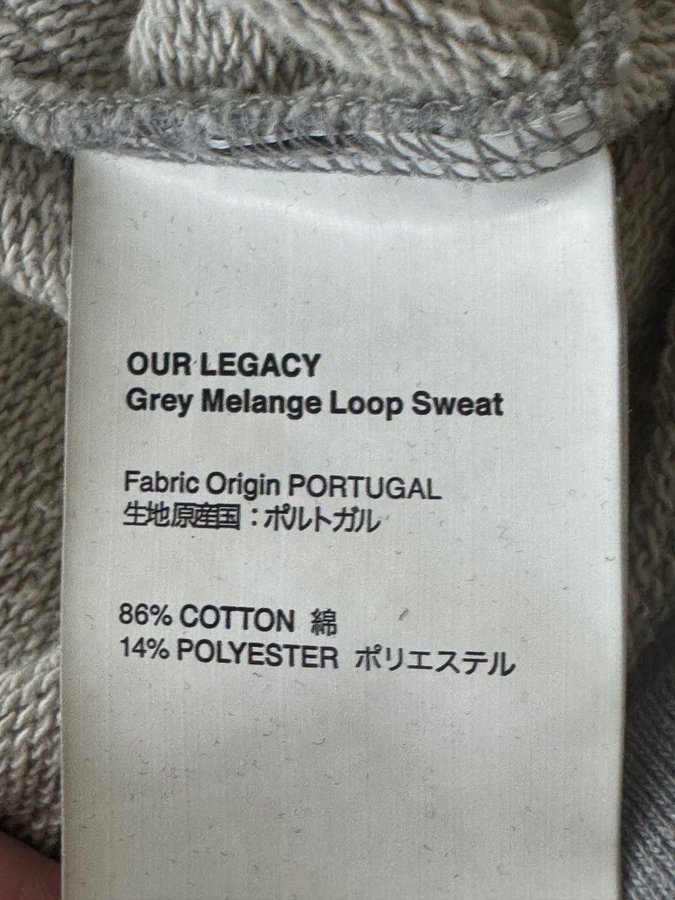 OUR LEGACY
Grey Melange Loop Sweat
Fabric Origin PORTUGAL
生地原産国：ポルトガル
86% COTTON 綿
14% POLYESTER ポリエステル